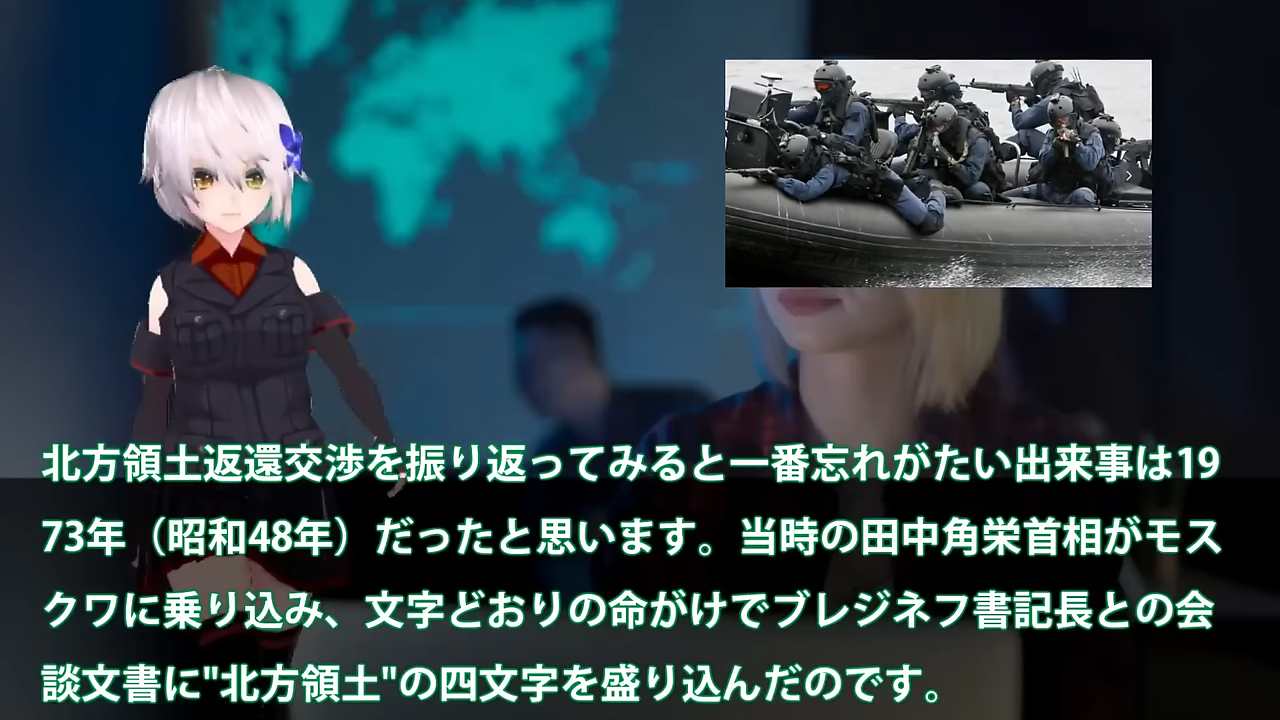 北方領土返還交渉を振り返ってみると一番忘れがたい出来事は19
73年（昭和48年）だったと思います。当時の田中角栄首相がモス
クワに乗り込み、文字どおりの命がけでブレジネフ書記長との会
談文書に"北方領土"の四文字を盛り込んだのです。